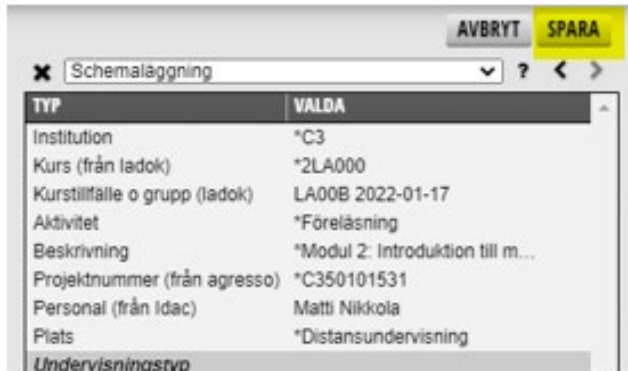 AVBRYT SPARA
Schemaläggning ?
TYP VALDA
Institution *C3
Kurs (från ladok) *2LA000
Kurstillfälle o grupp (ladok) LA00B 2022-01-17
Aktivitet *Föreläsning
Beskrivning *Modul 2: Introduktion till m...
Projektnummer (från agresso) *C350101531
Personal (från Idac) Matti Nikkola
Plats *Distansundervisning
Undervisningstyp